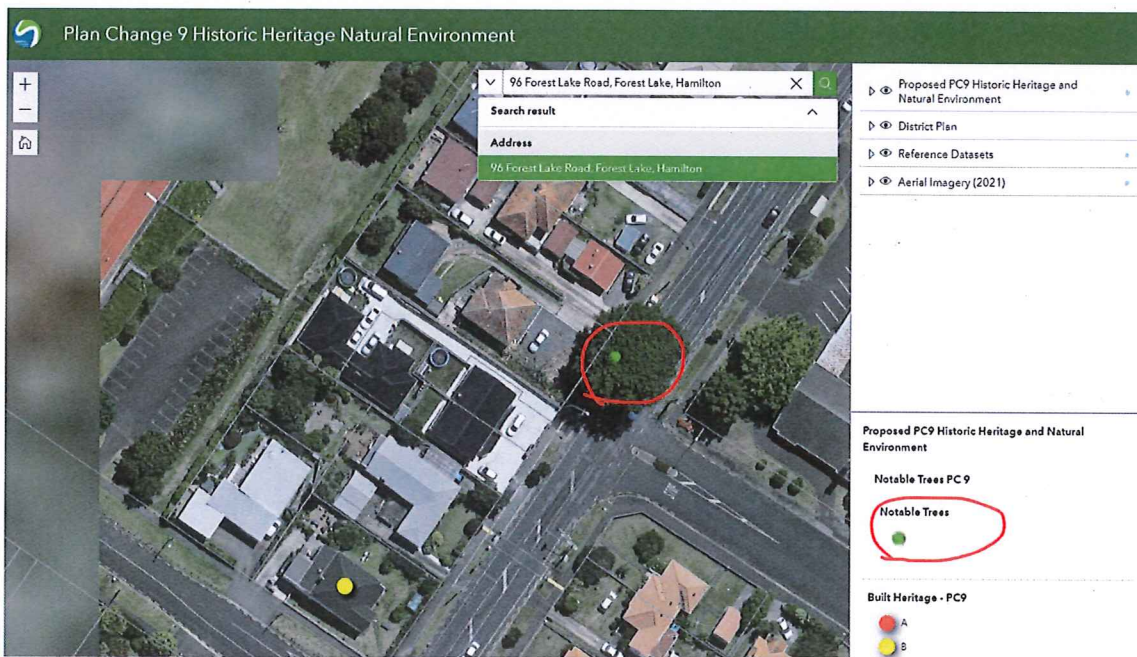 Plan Change 9 Historic Heritage Natural Environment
+
−
96 Forest Lake Road, Forest Lake, Hamilton
Search result
Address
96 Forest Lake Road, Forest Lake, Hamilton
Proposed PC9 Historic Heritage and
Natural Environment
District Plan
Reference Datasets
Aerial Imagery (2021)
Proposed PC9 Historic Heritage and Natural
Environment
Notable Trees PC 9
Notable Trees
Built Heritage - PC9
A
B